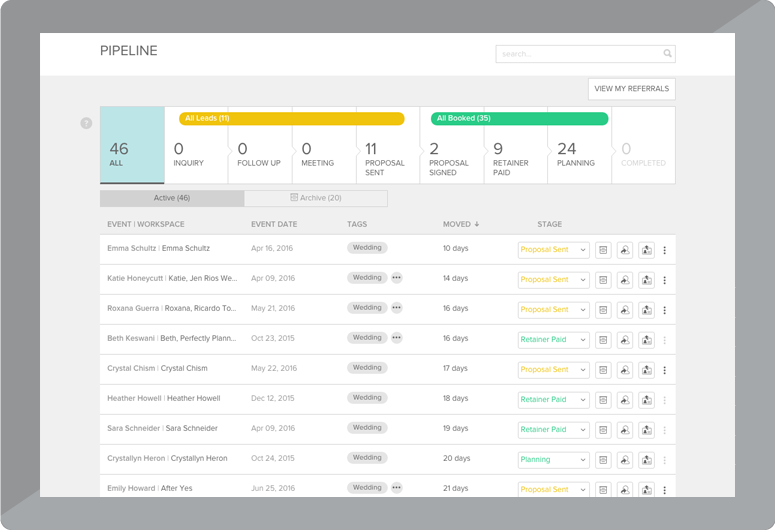 PIPELINE
search...
VIEW MY REFERRALS
?
All Leads (11) All Booked (35)
46 0 0 0 11 2 9 24 0
ALL INQUIRY FOLLOW UP MEETING PROPOSAL SENT PROPOSAL SIGNED RETAINER PAID PLANNING COMPLETED
Active (46) Archive (20)
EVENT | WORKSPACE EVENT DATE TAGS MOVED ↓ STAGE
Emma Schultz | Emma Schultz Apr 16, 2016 Wedding 10 days Proposal Sent
Katie Honeycutt | Katie, Jen Rios We... Apr 09, 2016 Wedding ••• 14 days Proposal Sent
Roxana Guerra | Roxana, Ricardo To... May 21, 2016 Wedding ••• 16 days Proposal Sent
Beth Keswani | Beth, Perfectly Plann... Oct 23, 2015 Wedding ••• 16 days Retainer Paid
Crystal Chism | Crystal Chism May 22, 2016 Wedding 17 days Proposal Sent
Heather Howell | Heather Howell Dec 12, 2015 Wedding 18 days Retainer Paid
Sara Schneider | Sara Schneider Apr 09, 2016 Wedding 19 days Retainer Paid
Crystallyn Heron | Crystallyn Heron Oct 24, 2015 Wedding 20 days Planning
Emily Howard | After Yes Jun 25, 2016 Wedding ••• 21 days Proposal Sent